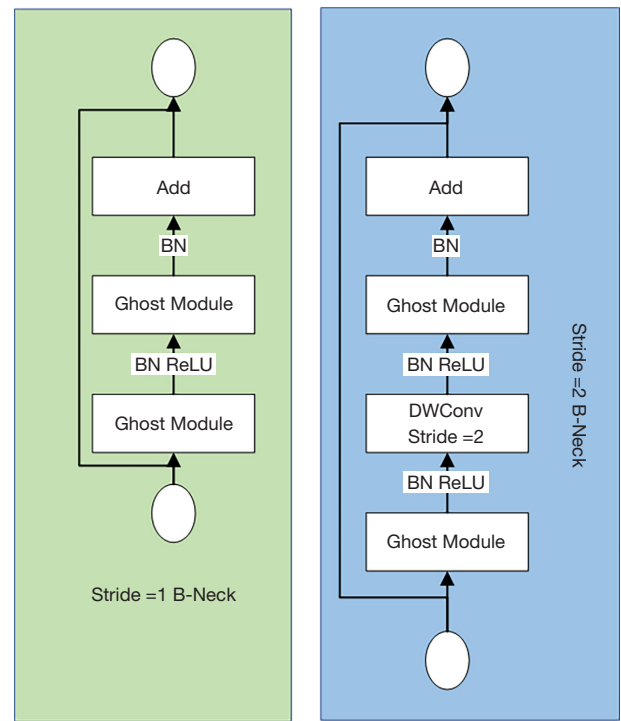 Add
BN
Ghost Module
BN ReLU
Ghost Module
Stride =1 B-Neck
Add
BN
Ghost Module
BN ReLU
DWConv
Stride =2
BN ReLU
Ghost Module
Stride =2 B-Neck